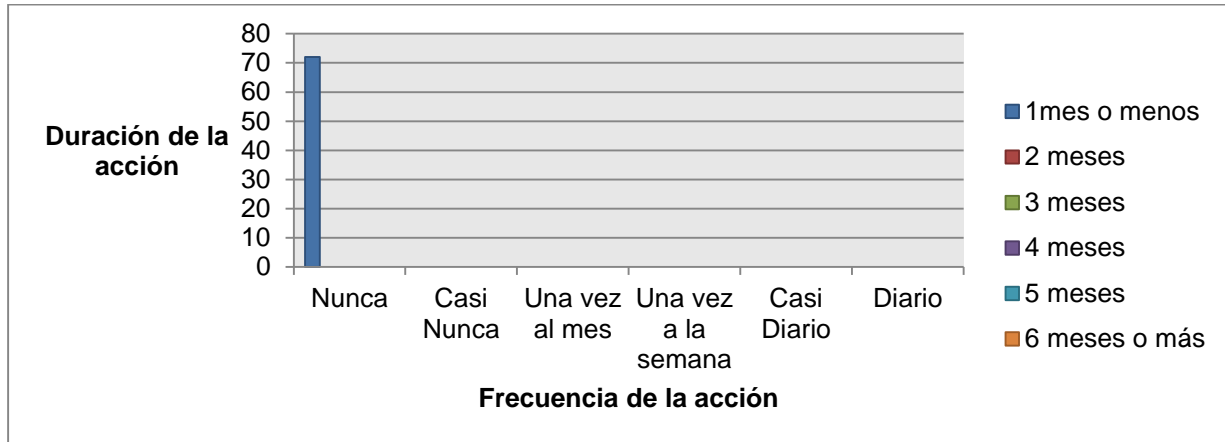 80
70
60
50
40
30
20
10
0
Duración de la
acción
Nunca
Casi
Nunca
Una vez
al mes
Una vez
a la
semana
Casi
Diario
Diario
Frecuencia de la acción
1mes o menos
2 meses
3 meses
4 meses
5 meses
6 meses o más